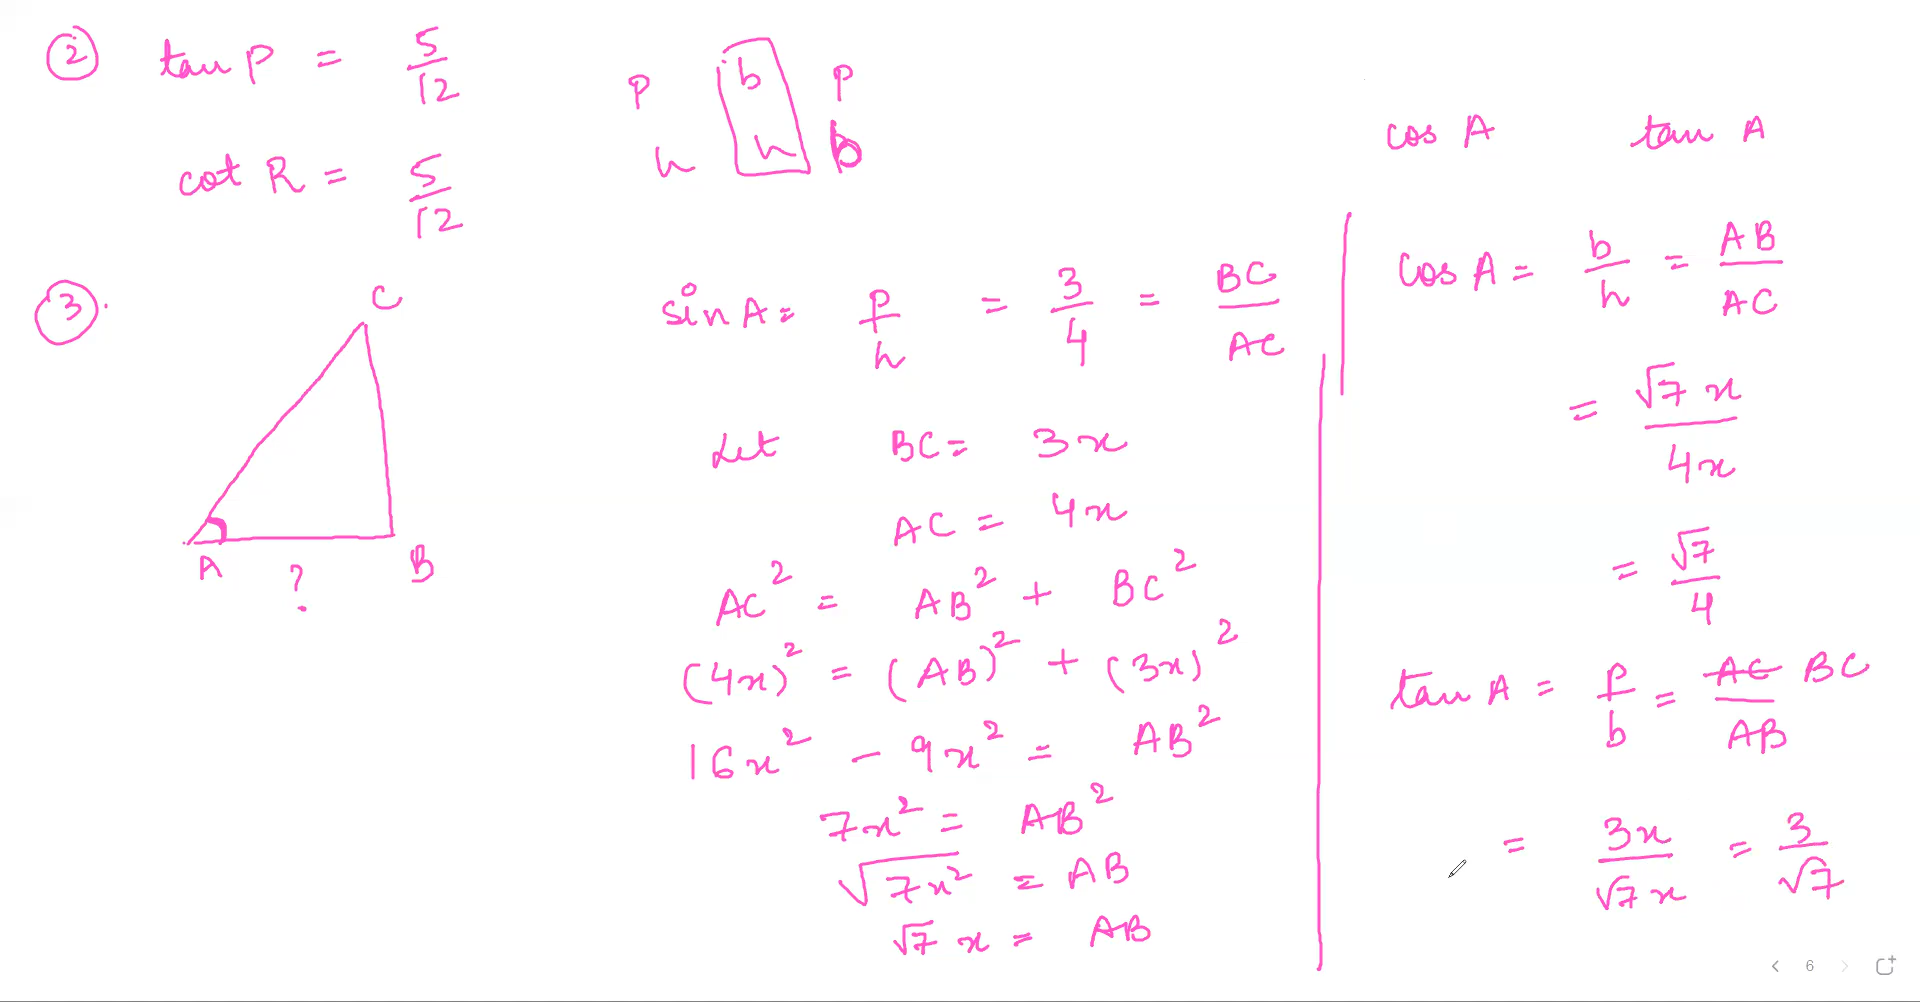 ② tan P = 5/12
cot R = 5/12
p b p
h h b
③.
C
A ? B
sin A = p/h = 3/4 = BC/AC
Let BC = 3x
AC = 4x
AC² = AB² + BC²
(4x)² = (AB)² + (3x)²
16x² - 9x² = AB²
7x² = AB²
√7x² = AB
√7 x = AB
cos A tan A
cos A = b/h = AB/AC
= √7 x/4x
= √7/4
tan A = p/b = AC BC/AB
= 3x/√7 x = 3/√7
6